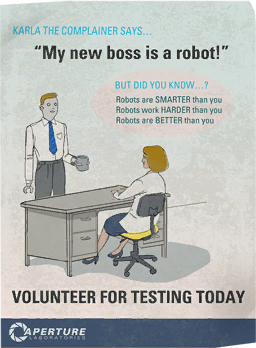 KARLA THE COMPLAINER SAYS...
"My new boss is a robot!"
BUT DID YOU KNOW...?
Robots are SMARTER than you
Robots work HARDER than you
Robots are BETTER than you
VOLUNTEER FOR TESTING TODAY
APERTURE
LABORATORIES